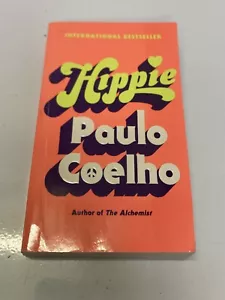 INTERNATIONAL BESTSELLER
Hippie
Paulo
Coelho
Author of The Alchemist